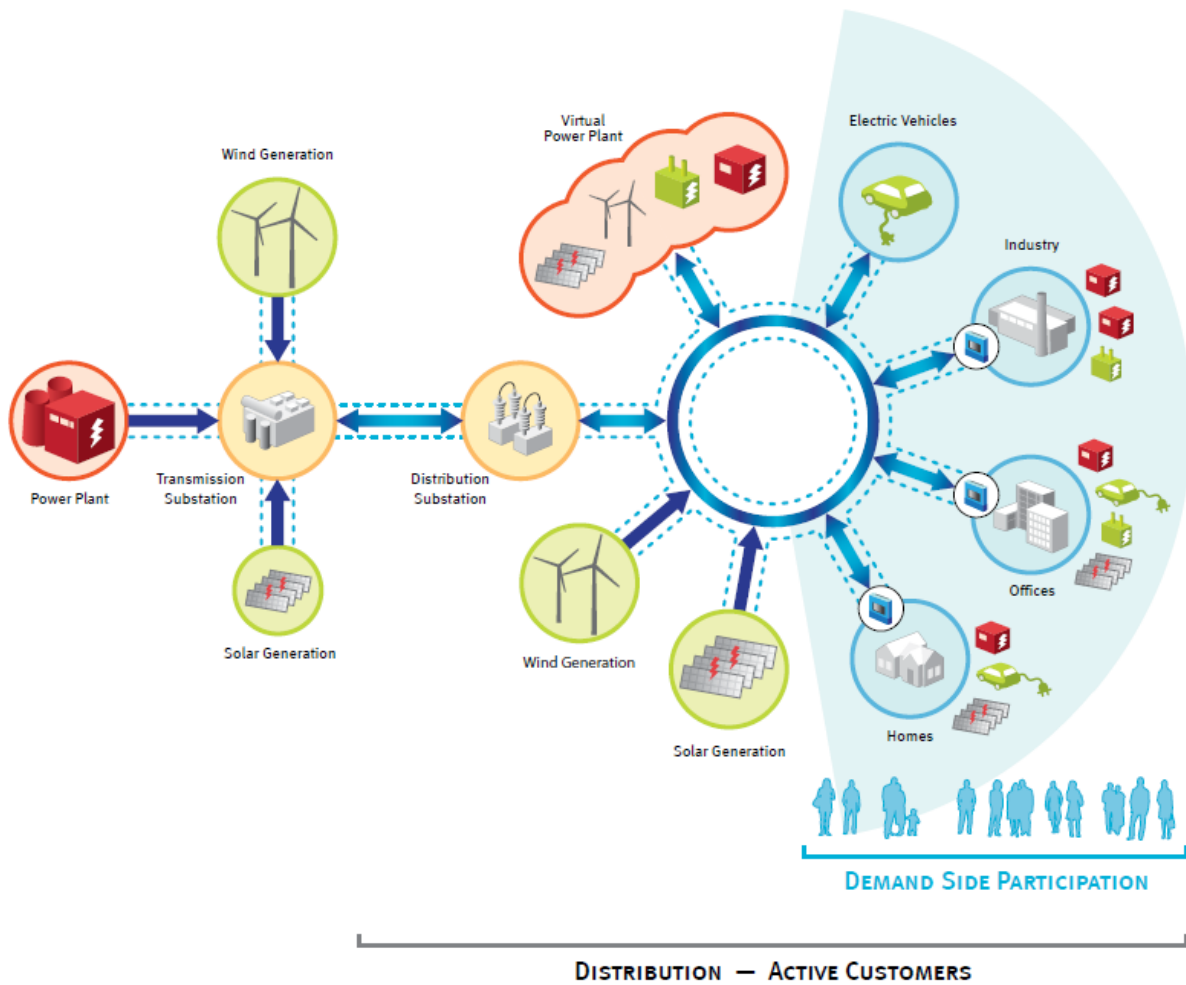 Virtual
Power Plant
Electric Vehicles
Wind Generation
Industry
Power Plant
Transmission
Substation
Distribution
Substation
Offices
Solar Generation
Wind Generation
Homes
Solar Generation
DEMAND SIDE PARTICIPATION
DISTRIBUTION — ACTIVE CUSTOMERS